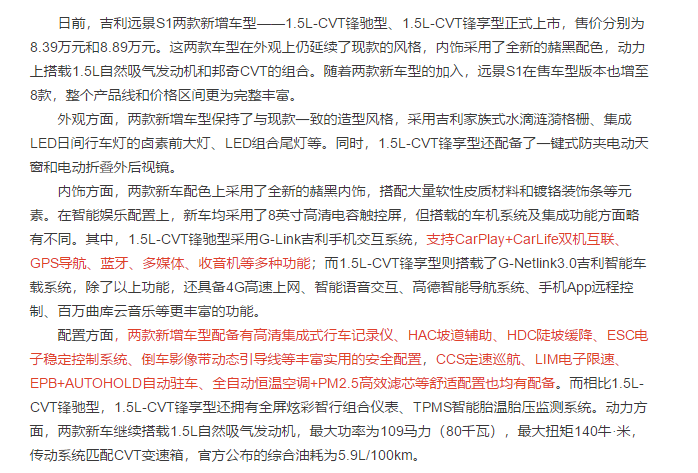 日前，吉利远景S1两款新增车型——1.5L-CVT锋驰型、1.5L-CVT锋享型正式上市，售价分别为
8.39万元和8.89万元。这两款车型在外观上仍延续了现款的风格，内饰采用了全新的赭黑配色，动力
上搭载1.5L自然吸气发动机和邦奇CVT的组合。随着两款新车型的加入，远景S1在售车型版本也增至
8款，整个产品线和价格区间更为完整丰富。
外观方面，两款新增车型保持了与现款一致的造型风格，采用吉利家族式水滴涟漪格栅、集成
LED日间行车灯的卤素前大灯、LED组合尾灯等。同时，1.5L-CVT锋享型还配备了一键式防夹电动天
窗和电动折叠外后视镜。
内饰方面，两款新车配色上采用了全新的赭黑内饰，搭配大量软性皮质材料和镀铬装饰条等元
素。在智能娱乐配置上，新车均采用了8英寸高清电容触控屏，但搭载的车机系统及集成功能方面略
有不同。其中，1.5L-CVT锋驰型采用G-Link吉利手机交互系统，支持CarPlay+CarLife双机互联、
GPS导航、蓝牙、多媒体、收音机等多种功能；而1.5L-CVT锋享型则搭载了G-Netlink3.0吉利智能车
载系统，除了以上功能，还具备4G高速上网、智能语音交互、高德智能导航系统、手机App远程控
制、百万曲库云音乐等更丰富的功能。
配置方面，两款新增车型配备有高清集成式行车记录仪、HAC坡道辅助、HDC陡坡缓降、ESC电
子稳定控制系统、倒车影像带动态引导线等丰富实用的安全配置，CCS定速巡航、LIM电子限速、
EPB+AUTOHOLD自动驻车、全自动恒温空调+PM2.5高效滤芯等舒适配置也均有配备。而相比1.5L-
CVT锋驰型，1.5L-CVT锋享型还拥有全屏炫彩智行组合仪表、TPMS智能胎温胎压监测系统。动力方
面，两款新车继续搭载1.5L自然吸气发动机，最大功率为109马力（80千瓦），最大扭矩140牛·米，
传动系统匹配CVT变速箱，官方公布的综合油耗为5.9L/100km。